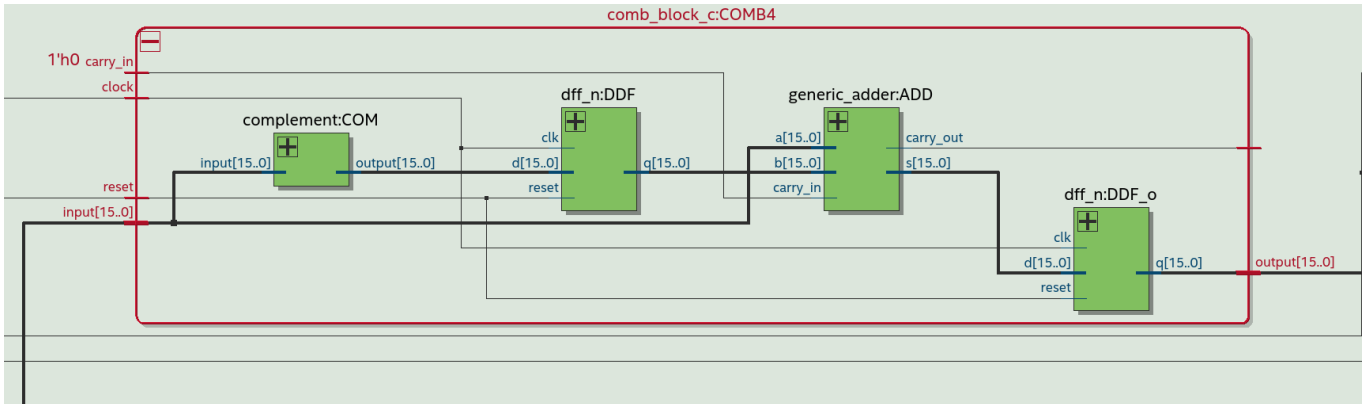 comb_block_c:COMB4
1'h0 carry_in
clock
reset
input[15..0]
complement:COM
input[15..0] output[15..0]
dff_n:DDF
clk
d[15..0] q[15..0]
reset
generic_adder:ADD
a[15..0] carry_out
b[15..0] s[15..0]
carry_in
dff_n:DDF_o
clk
d[15..0] q[15..0]
reset
output[15..0]